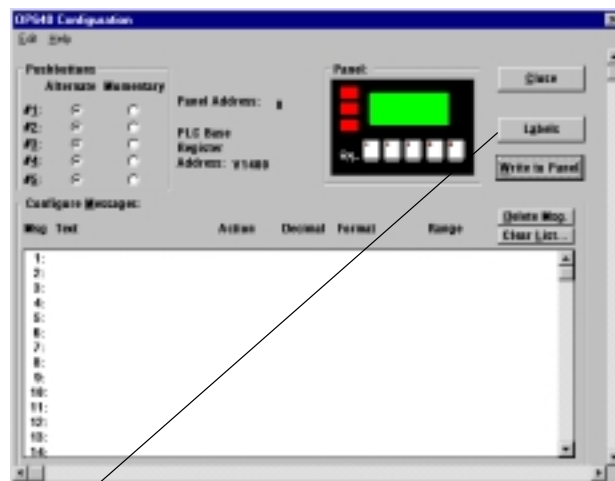 OP640 Configuration
Edit Help
Pushbuttons
Alternate Momentary
#1:
#2:
#3:
#4:
#5:
Panel Address:
PLC Base
Register
Address: V1400
Panel:
Close
Labels
Write to Panel
Configure Messages:
Msg Text Action Decimal Format Range
Delete Msg.
Clear List...
1:
2:
3:
4:
5:
6:
7:
8:
9:
10:
11:
12:
13:
14: